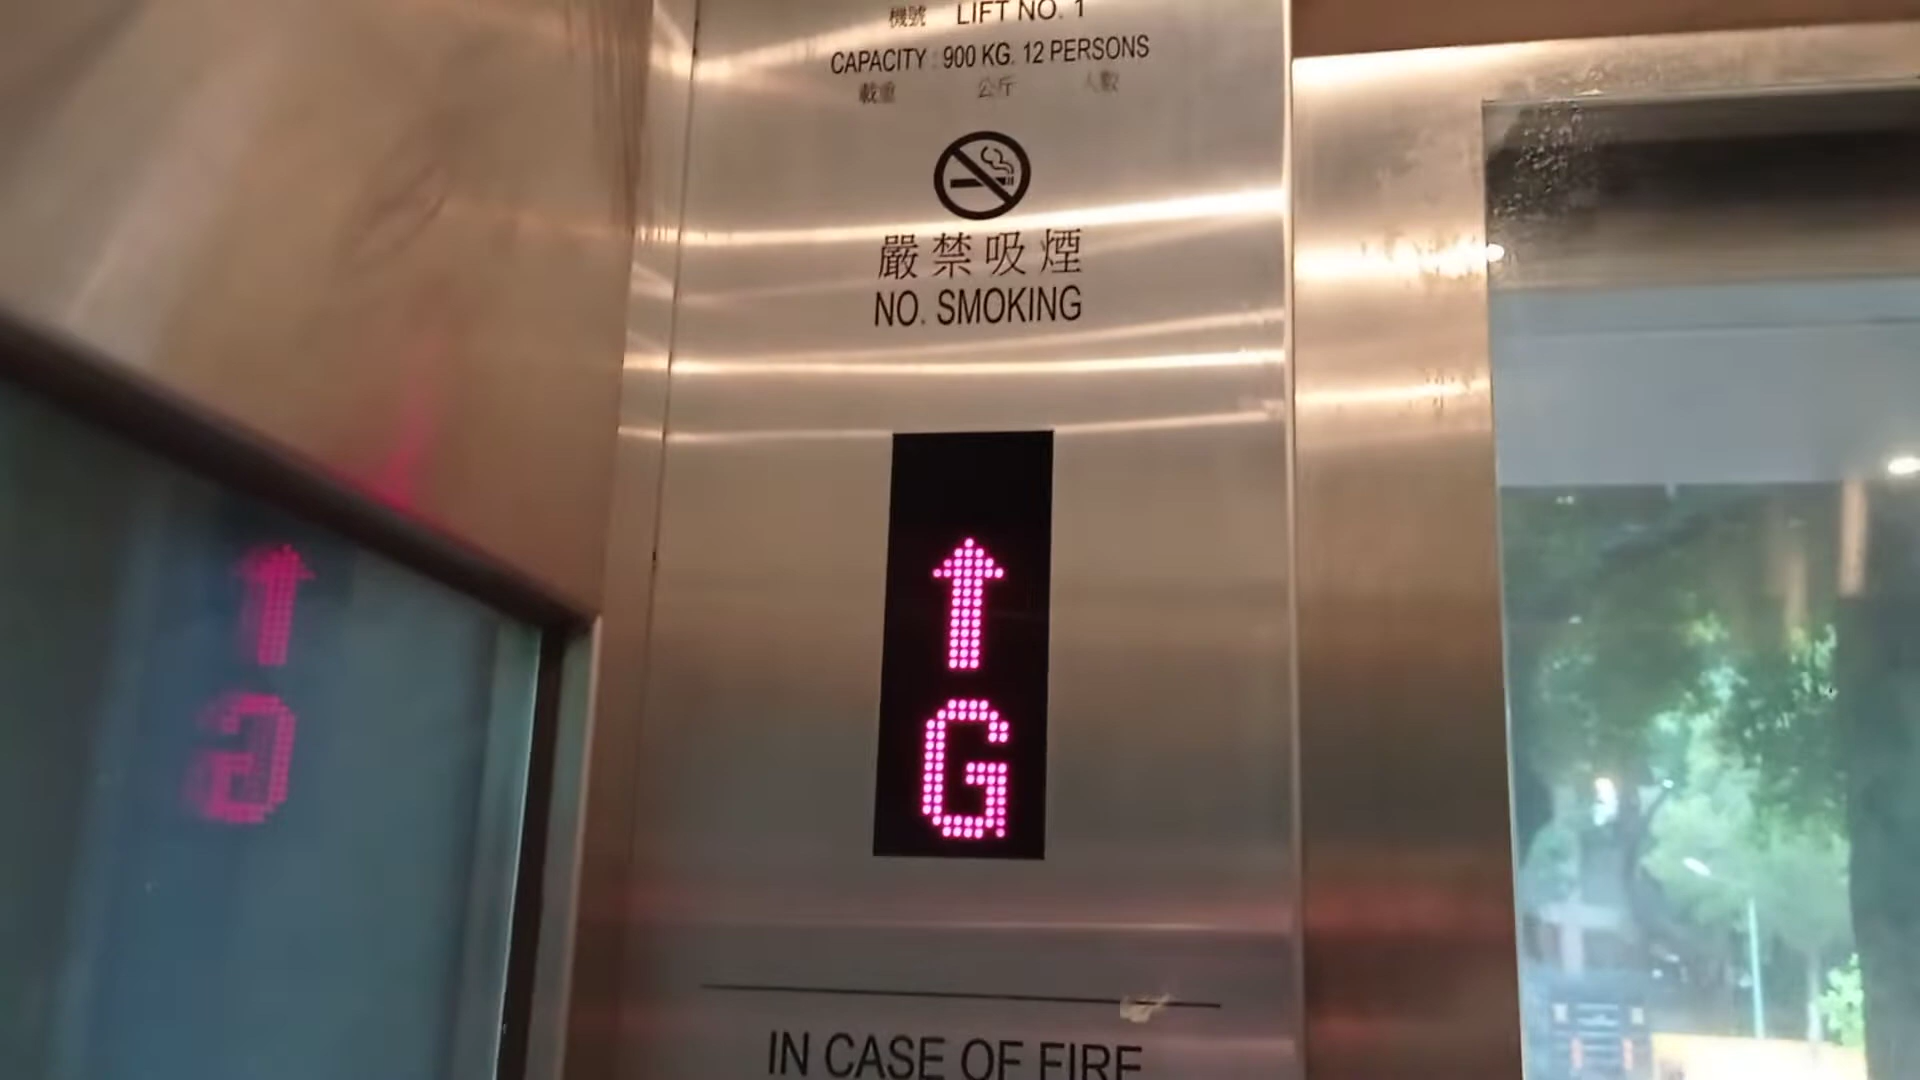 機號 LIFT NO. 1
CAPACITY : 900 KG. 12 PERSONS
載重 公斤 人數
嚴禁吸煙
NO. SMOKING
↑
G
IN CASE OF FIRE